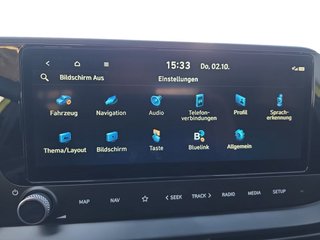 15:33 Do, 02.10.
Bildschirm Aus Einstellungen
Fahrzeug Navigation Audio Telefon-
verbindungen Profil Sprach-
erkennung
Thema/Layout Bildschirm Taste Bluelink Allgemein
MAP NAV SEEK TRACK RADIO MEDIA SETUP